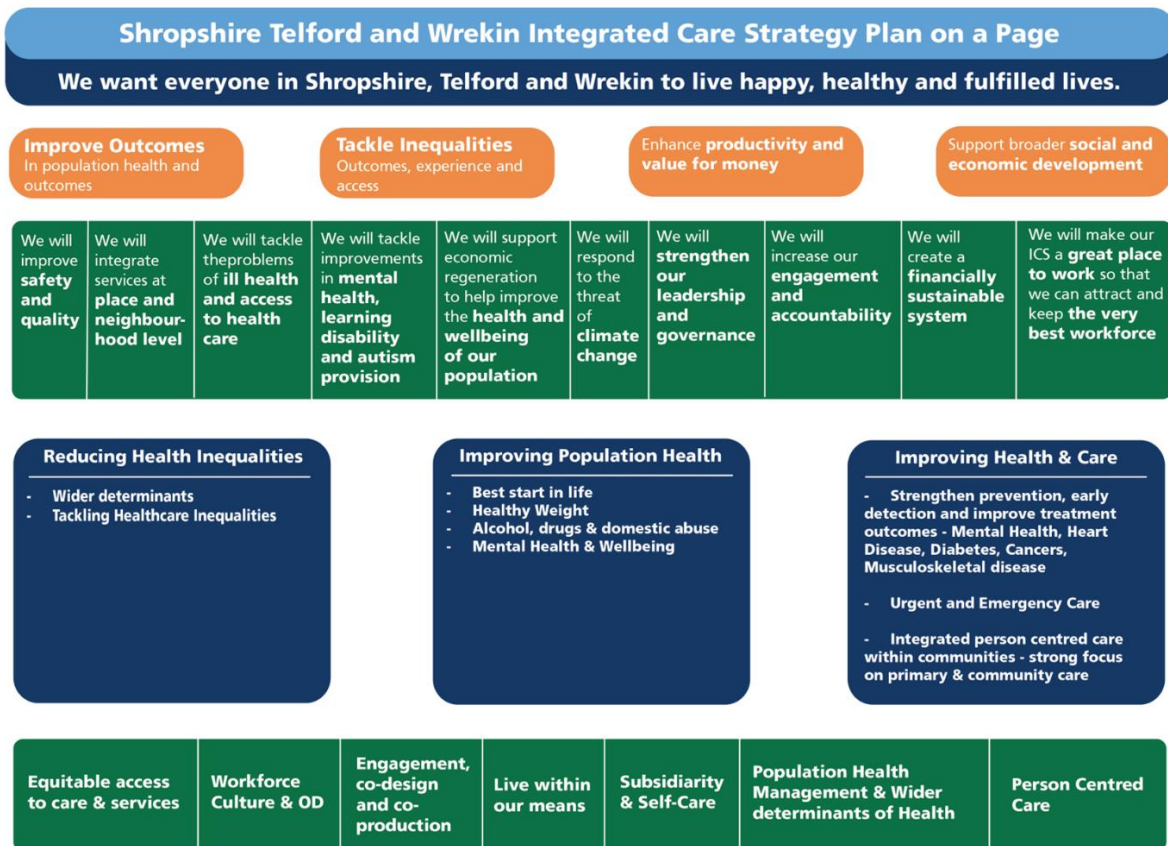 Shropshire Telford and Wrekin Integrated Care Strategy Plan on a Page
We want everyone in Shropshire, Telford and Wrekin to live happy, healthy and fulfilled lives.
Improve Outcomes
In population health and
outcomes
Tackle Inequalities
Outcomes, experience and
access
Enhance productivity and
value for money
Support broader social and
economic development
We will
improve
safety
and
quality
We will
integrate
services at
place and
neighbour-
hood level
We will tackle
theproblems
of ill health
and access
to health
care
We will tackle
improvements
in mental
health,
learning
disability
and autism
provision
We will support
economic
regeneration
to help improve
the health and
wellbeing
of our
population
We will
respond
to the
threat
of
climate
change
We will
strengthen
our
leadership
and
governance
We will
increase our
engagement
and
accountability
We will
create a
financially
sustainable
system
We will make our
ICS a great place
to work so that
we can attract and
keep the very
best workforce
Reducing Health Inequalities
- Wider determinants
- Tackling Healthcare Inequalities
Improving Population Health
- Best start in life
- Healthy Weight
- Alcohol, drugs & domestic abuse
- Mental Health & Wellbeing
Improving Health & Care
- Strengthen prevention, early
detection and improve treatment
outcomes - Mental Health, Heart
Disease, Diabetes, Cancers,
Musculoskeletal disease
- Urgent and Emergency Care
- Integrated person centred care
within communities - strong focus
on primary & community care
Equitable access
to care & services
Workforce
Culture & OD
Engagement,
co-design
and co-
production
Live within
our means
Subsidiarity
& Self-Care
Population Health
Management & Wider
determinants of Health
Person Centred
Care